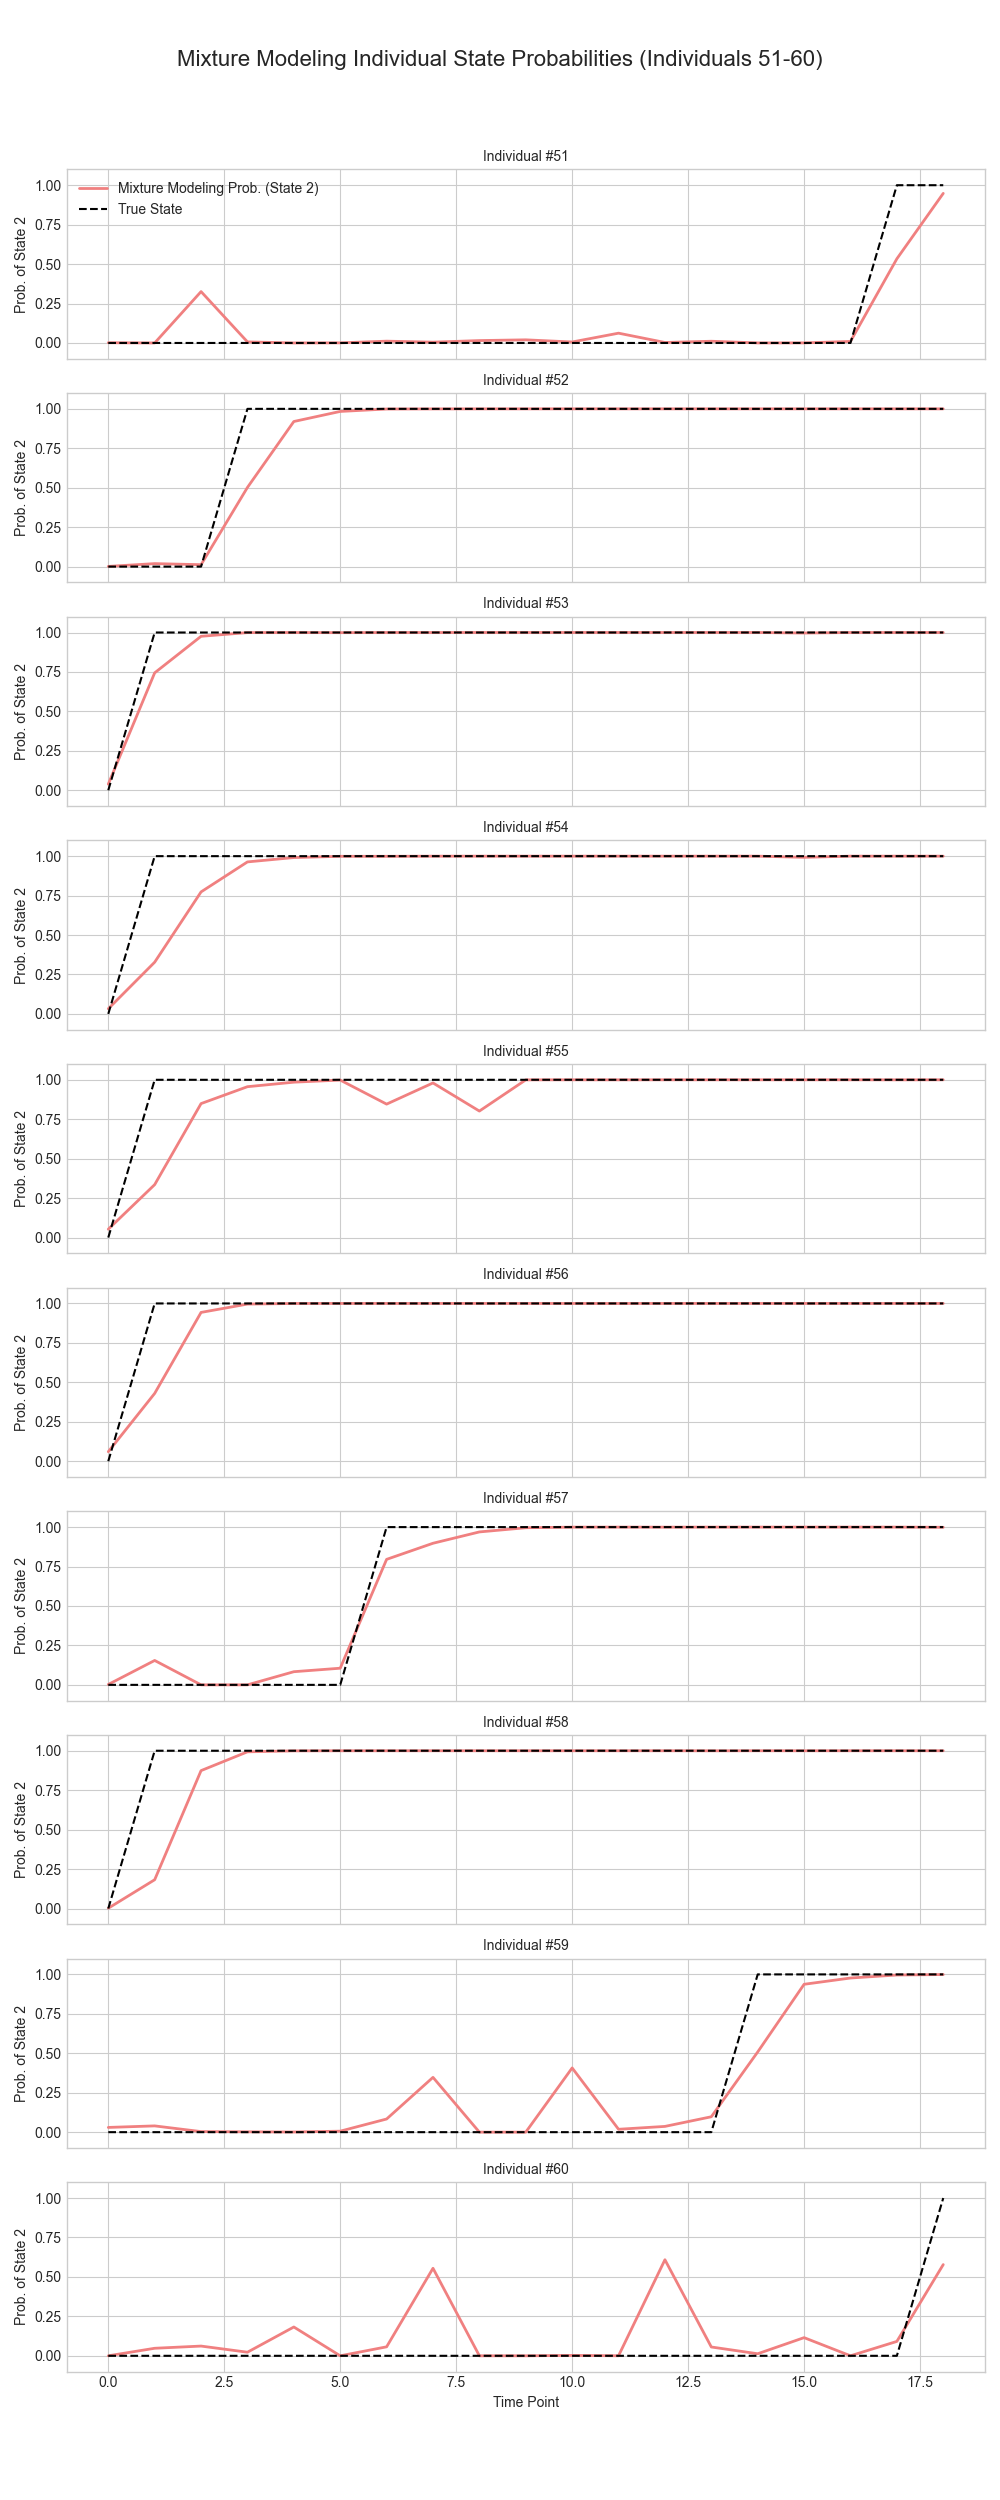 Mixture Modeling Individual State Probabilities (Individuals 51-60)
Individual #51
Mixture Modeling Prob. (State 2)
True State
Prob. of State 2
1.00
0.75
0.50
0.25
0.00
Individual #52
Prob. of State 2
1.00
0.75
0.50
0.25
0.00
Individual #53
Prob. of State 2
1.00
0.75
0.50
0.25
0.00
Individual #54
Prob. of State 2
1.00
0.75
0.50
0.25
0.00
Individual #55
Prob. of State 2
1.00
0.75
0.50
0.25
0.00
Individual #56
Prob. of State 2
1.00
0.75
0.50
0.25
0.00
Individual #57
Prob. of State 2
1.00
0.75
0.50
0.25
0.00
Individual #58
Prob. of State 2
1.00
0.75
0.50
0.25
0.00
Individual #59
Prob. of State 2
1.00
0.75
0.50
0.25
0.00
Individual #60
Prob. of State 2
1.00
0.75
0.50
0.25
0.00
0.0 2.5 5.0 7.5 10.0 12.5 15.0 17.5
Time Point